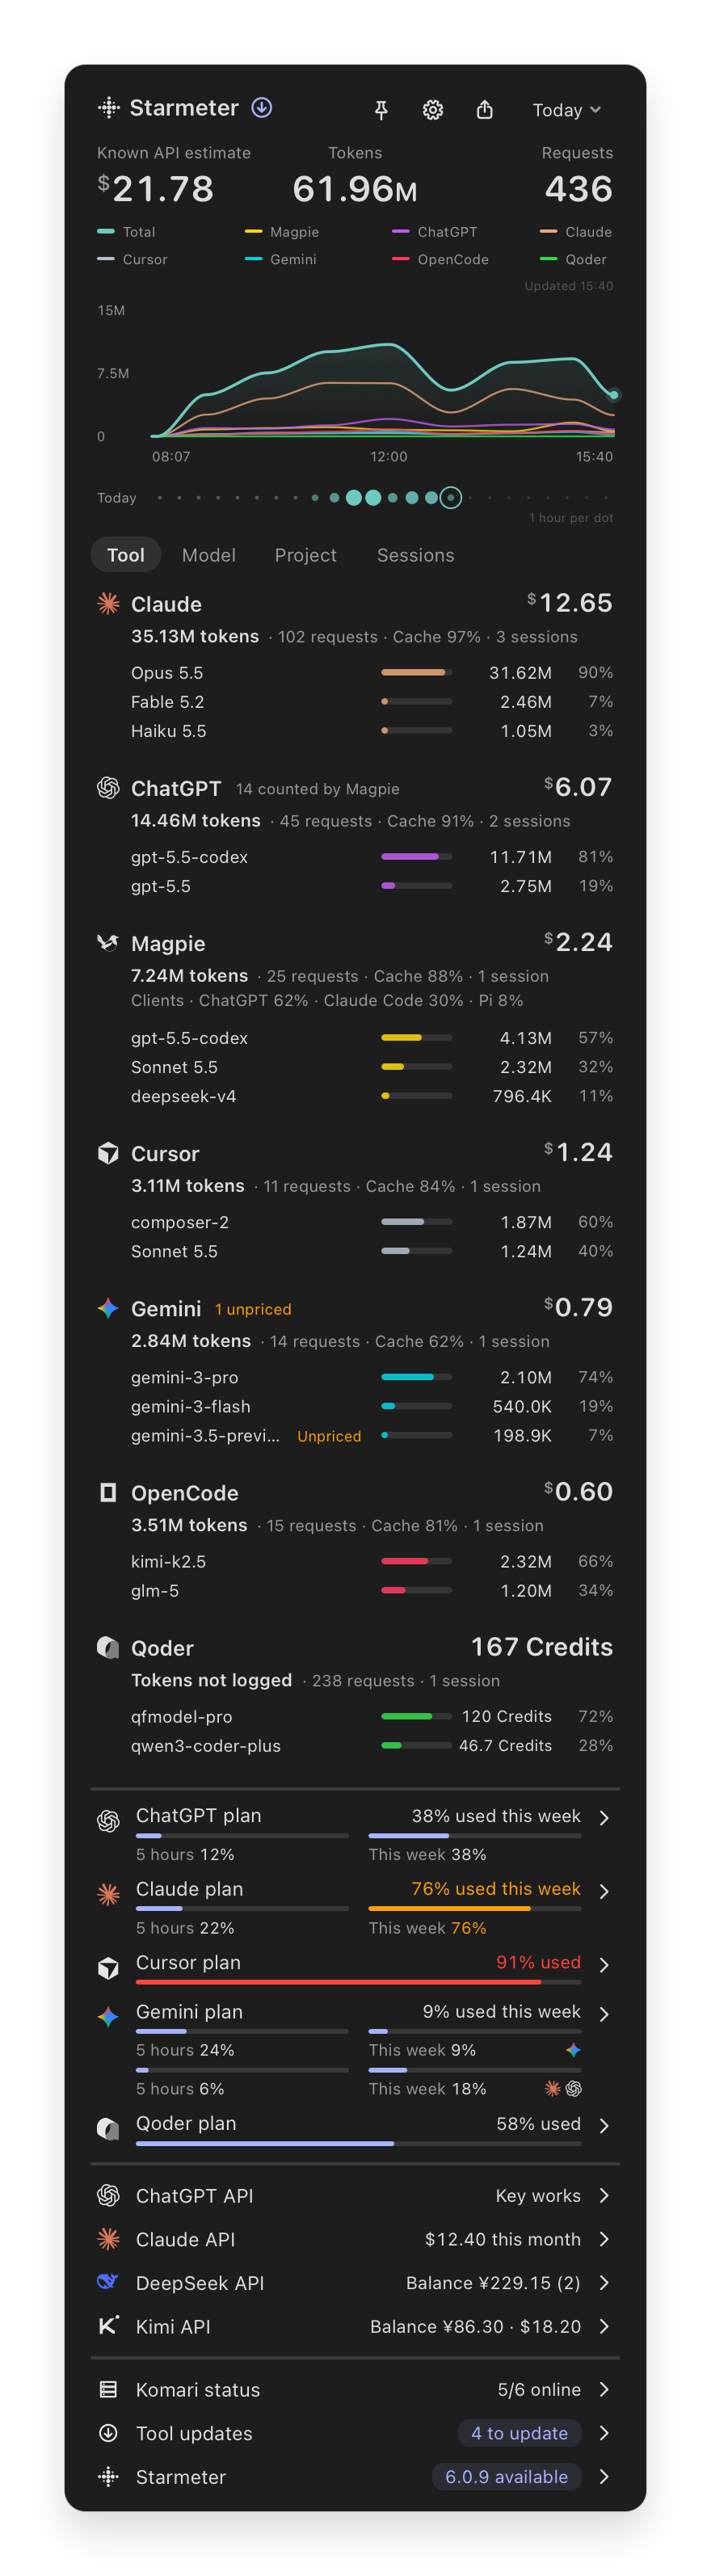 Starmeter
Today
Known API estimate Tokens Requests
$21.78 61.96M 436
Total Magpie ChatGPT Claude
Cursor Gemini OpenCode Qoder
Updated 15:40
15M
7.5M
0
08:07 12:00 15:40
Today
1 hour per dot
Tool Model Project Sessions
Claude $12.65
35.13M tokens · 102 requests · Cache 97% · 3 sessions
Opus 5.5 31.62M 90%
Fable 5.2 2.46M 7%
Haiku 5.5 1.05M 3%
ChatGPT 14 counted by Magpie $6.07
14.46M tokens · 45 requests · Cache 91% · 2 sessions
gpt-5.5-codex 11.71M 81%
gpt-5.5 2.75M 19%
Magpie $2.24
7.24M tokens · 25 requests · Cache 88% · 1 session
Clients · ChatGPT 62% · Claude Code 30% · Pi 8%
gpt-5.5-codex 4.13M 57%
Sonnet 5.5 2.32M 32%
deepseek-v4 796.4K 11%
Cursor $1.24
3.11M tokens · 11 requests · Cache 84% · 1 session
composer-2 1.87M 60%
Sonnet 5.5 1.24M 40%
Gemini 1 unpriced $0.79
2.84M tokens · 14 requests · Cache 62% · 1 session
gemini-3-pro 2.10M 74%
gemini-3-flash 540.0K 19%
gemini-3.5-previ... Unpriced 198.9K 7%
OpenCode $0.60
3.51M tokens · 15 requests · Cache 81% · 1 session
kimi-k2.5 2.32M 66%
glm-5 1.20M 34%
Qoder 167 Credits
Tokens not logged · 238 requests · 1 session
qfmodel-pro 120 Credits 72%
qwen3-coder-plus 46.7 Credits 28%
ChatGPT plan 38% used this week
5 hours 12% This week 38%
Claude plan 76% used this week
5 hours 22% This week 76%
Cursor plan 91% used
Gemini plan 9% used this week
5 hours 24% This week 9%
5 hours 6% This week 18%
Qoder plan 58% used
ChatGPT API Key works
Claude API $12.40 this month
DeepSeek API Balance ¥229.15 (2)
Kimi API Balance ¥86.30 · $18.20
Komari status 5/6 online
Tool updates 4 to update
Starmeter 6.0.9 available